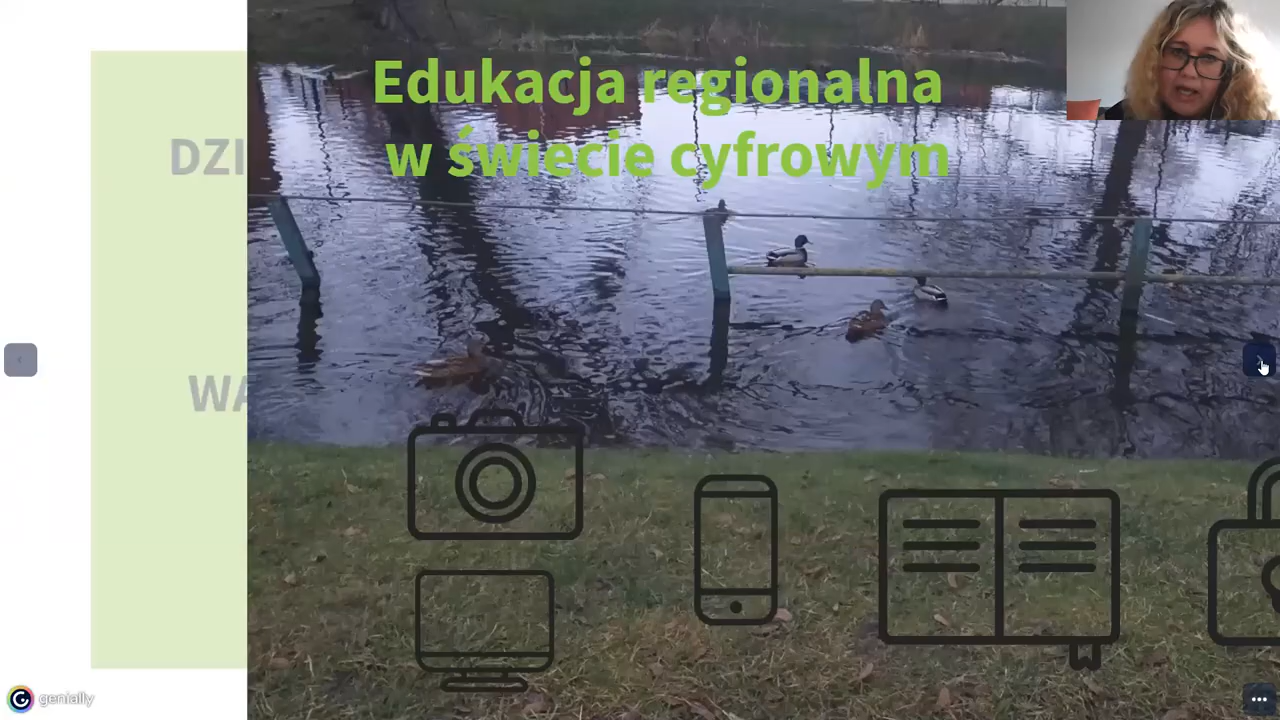 Edukacja regionalna
w świecie cyfrowym
DZI
WA
genially